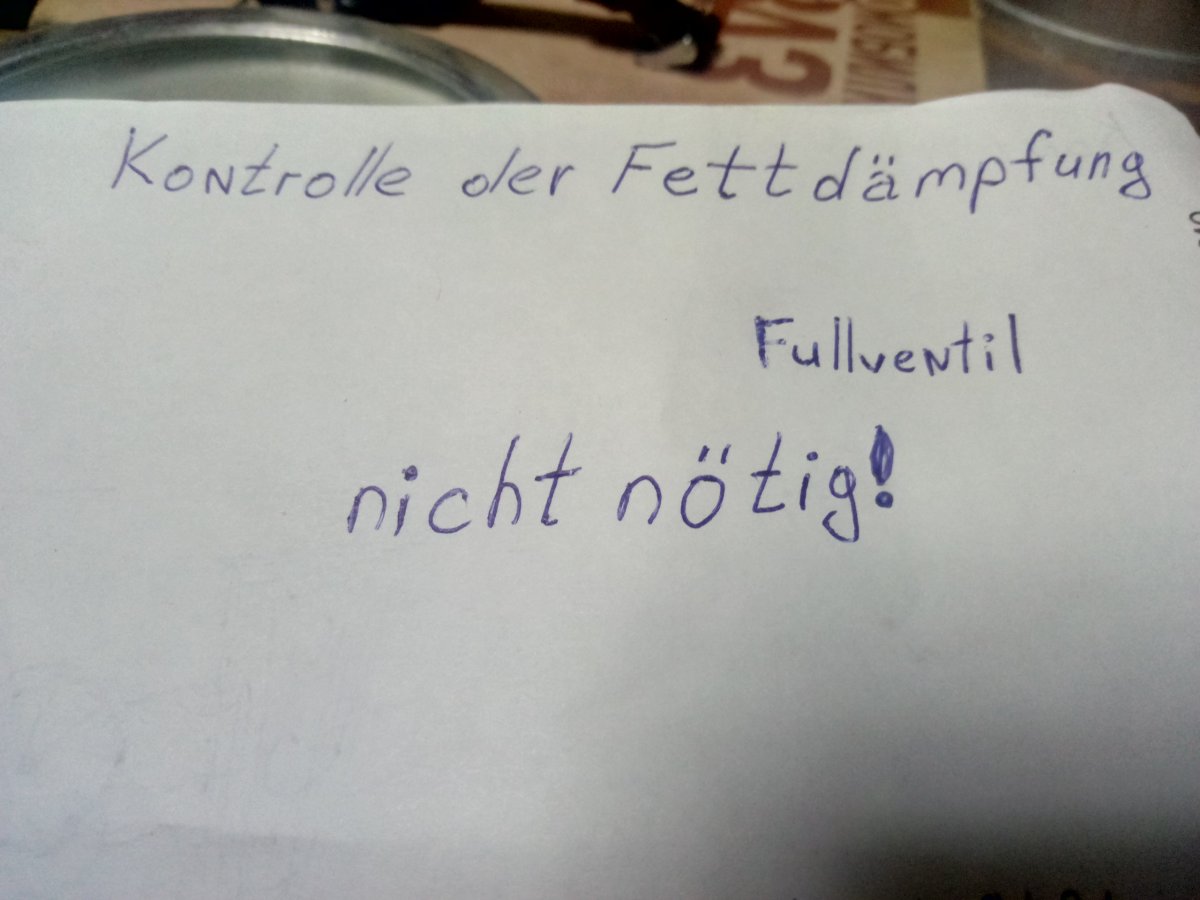 Kontrolle der Fettdämpfung
Fullventil
nicht nötig!